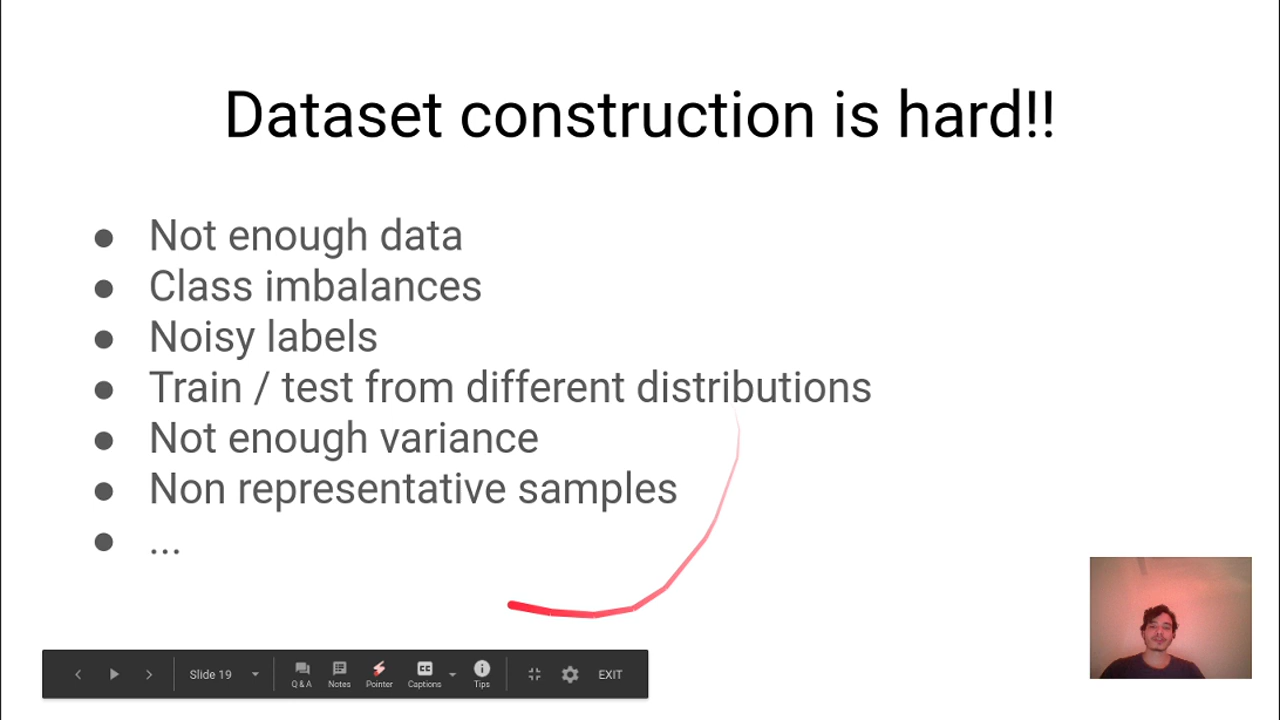 Dataset construction is hard!!
● Not enough data
● Class imbalances
● Noisy labels
● Train / test from different distributions
● Not enough variance
● Non representative samples
● ...
Slide 19 Q & A Notes Pointer Captions Tips EXIT